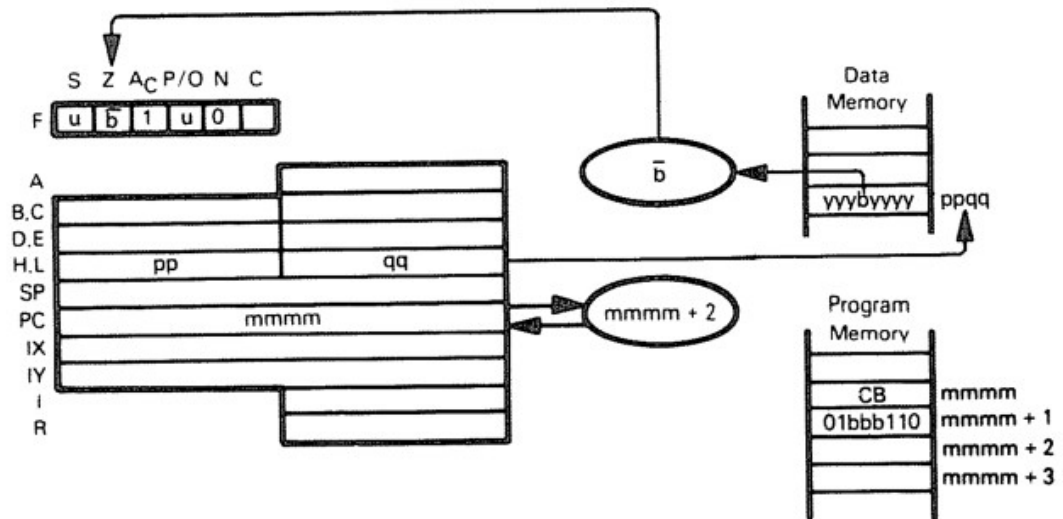 S Z AC P/O N C
F u b̄ 1 u 0
Data
Memory
b̄
yyybyyyy ppqq
A
B,C
D,E
H,L pp qq
SP
PC mmmm
IX
IY
I
R
mmmm + 2
Program
Memory
CB mmmm
01bbb110 mmmm + 1
mmmm + 2
mmmm + 3